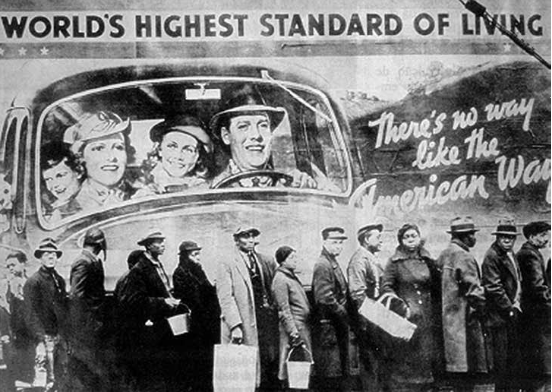 WORLD'S HIGHEST STANDARD OF LIVING
There's no way
like the
American Way